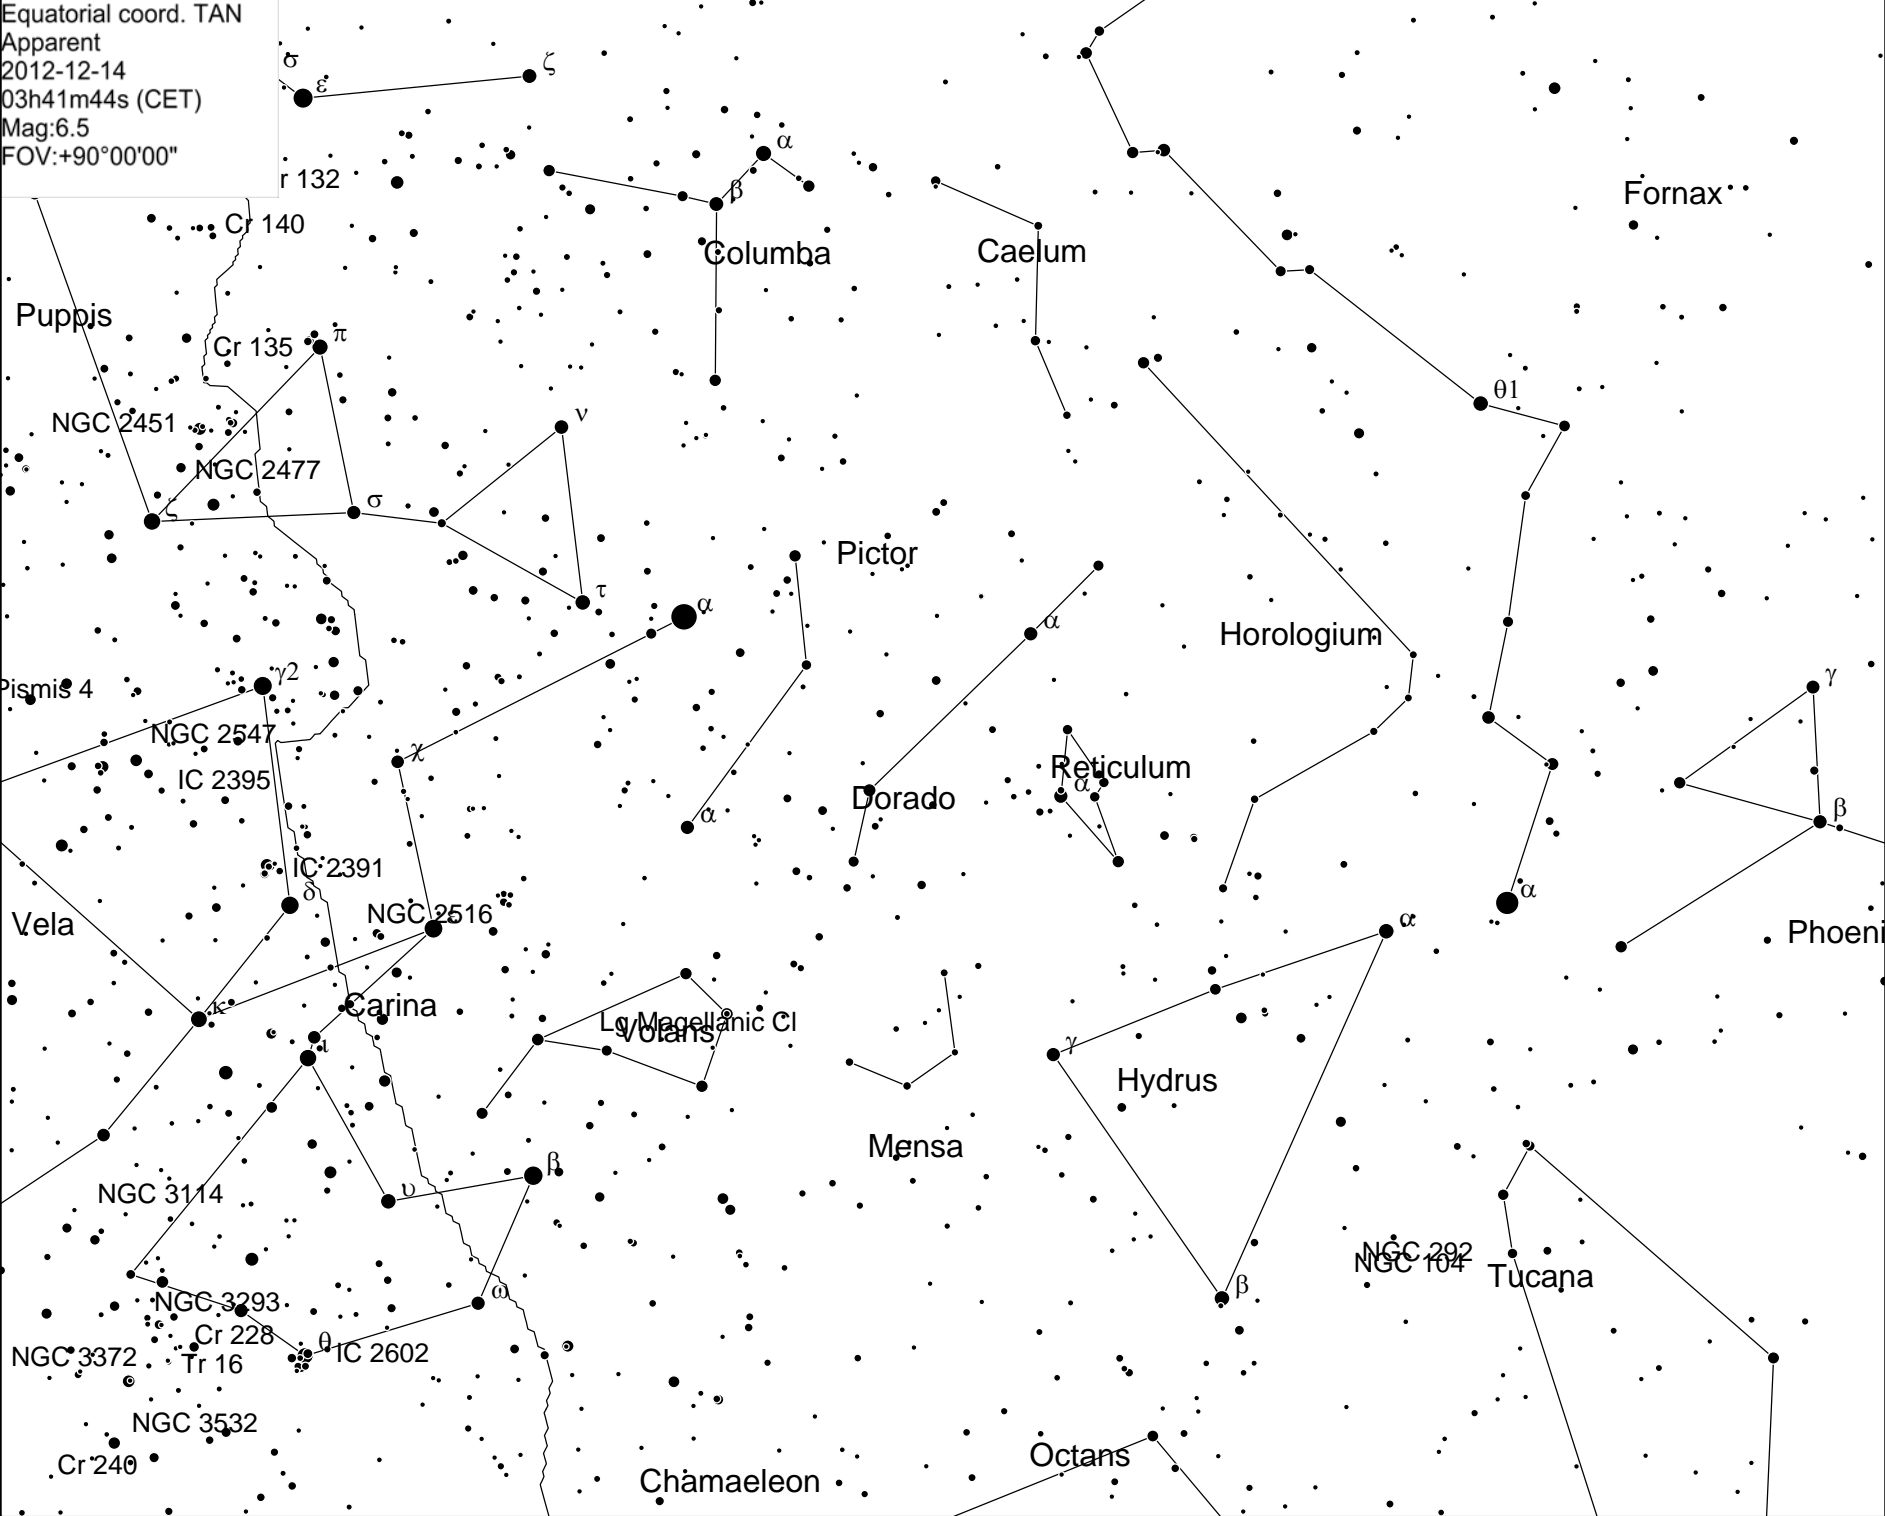 Equatorial coord. TAN
Apparent
2012-12-14
03h41m44s (CET)
Mag:6.5
FOV:+90°00'00"
σ
ε
ζ
α
r 132
β
Fornax
Cr 140
Columba
Caelum
Puppis
π
Cr 135
θ1
ν
NGC 2451
NGC 2477
σ
ζ
Pictor
τ
α
α
Horologium
γ2
γ
Pismis 4
NGC 2547
χ
Reticulum
IC 2395
α
Dorado
β
α
IC 2391
δ
α
NGC 2516
ε
α
Vela
Phoeni
κ
Carina
Lg Magellanic Cl
Volans
ι
γ
Hydrus
Mensa
β
υ
NGC 3114
NGC 292
NGC 104
Tucana
β
ω
NGC 3293
Cr 228
θ
IC 2602
NGC 3372
Tr 16
NGC 3532
Octans
Cr 240
Chamaeleon